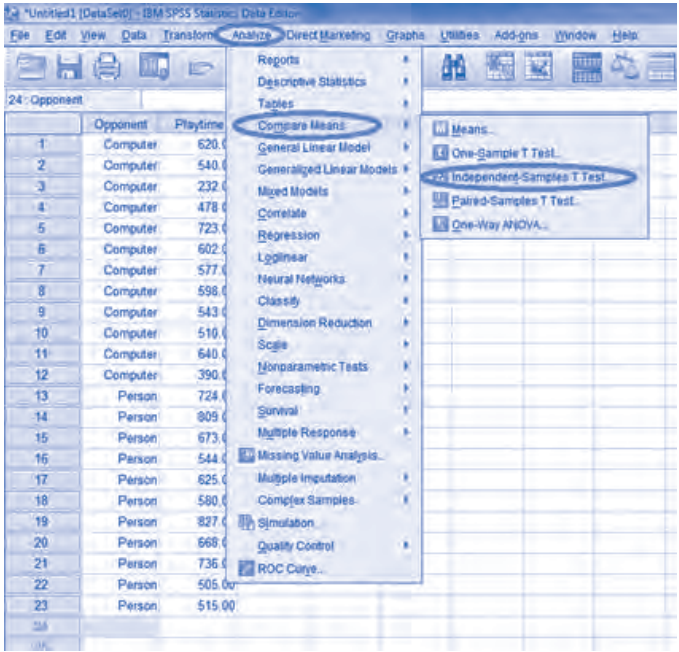 *Untitled1 [DataSet0] - IBM SPSS Statistics Data Editor
File Edit View Data Transform Analyze Direct Marketing Graphs Utilities Add-ons Window Help
24 : Opponent
Opponent Playtime
1 Computer 620.0
2 Computer 540.0
3 Computer 232.0
4 Computer 478.0
5 Computer 723.0
6 Computer 602.0
7 Computer 577.0
8 Computer 598.0
9 Computer 543.0
10 Computer 510.0
11 Computer 640.0
12 Computer 390.0
13 Person 724.0
14 Person 809.0
15 Person 673.0
16 Person 544.0
17 Person 625.0
18 Person 580.0
19 Person 827.0
20 Person 668.0
21 Person 736.0
22 Person 505.00
23 Person 515.00
24
Reports
Descriptive Statistics
Tables
Compare Means
General Linear Model
Generalized Linear Models
Mixed Models
Correlate
Regression
Loglinear
Neural Networks
Classify
Dimension Reduction
Scale
Nonparametric Tests
Forecasting
Survival
Multiple Response
Missing Value Analysis...
Multiple Imputation
Complex Samples
Simulation...
Quality Control
ROC Curve...
Means...
One-Sample T Test...
Independent-Samples T Test...
Paired-Samples T Test...
One-Way ANOVA...